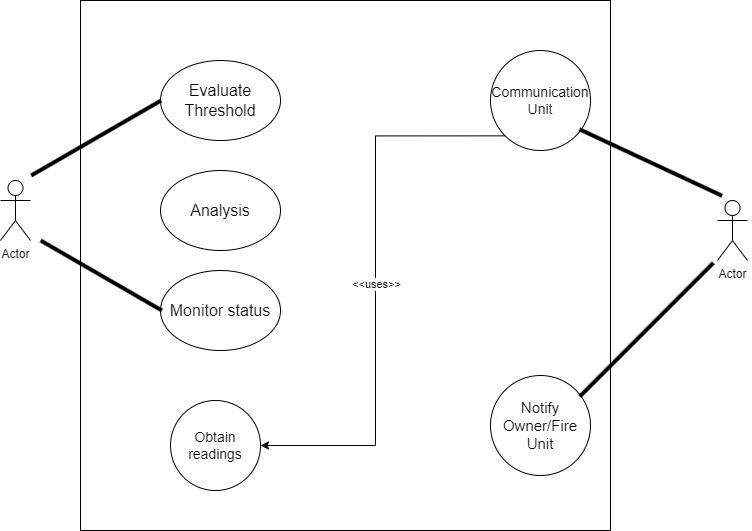 Evaluate
Threshold
Communication
Unit
Analysis
Actor
Actor
<<uses>>
Monitor status
Notify
Owner/Fire
Unit
Obtain
readings